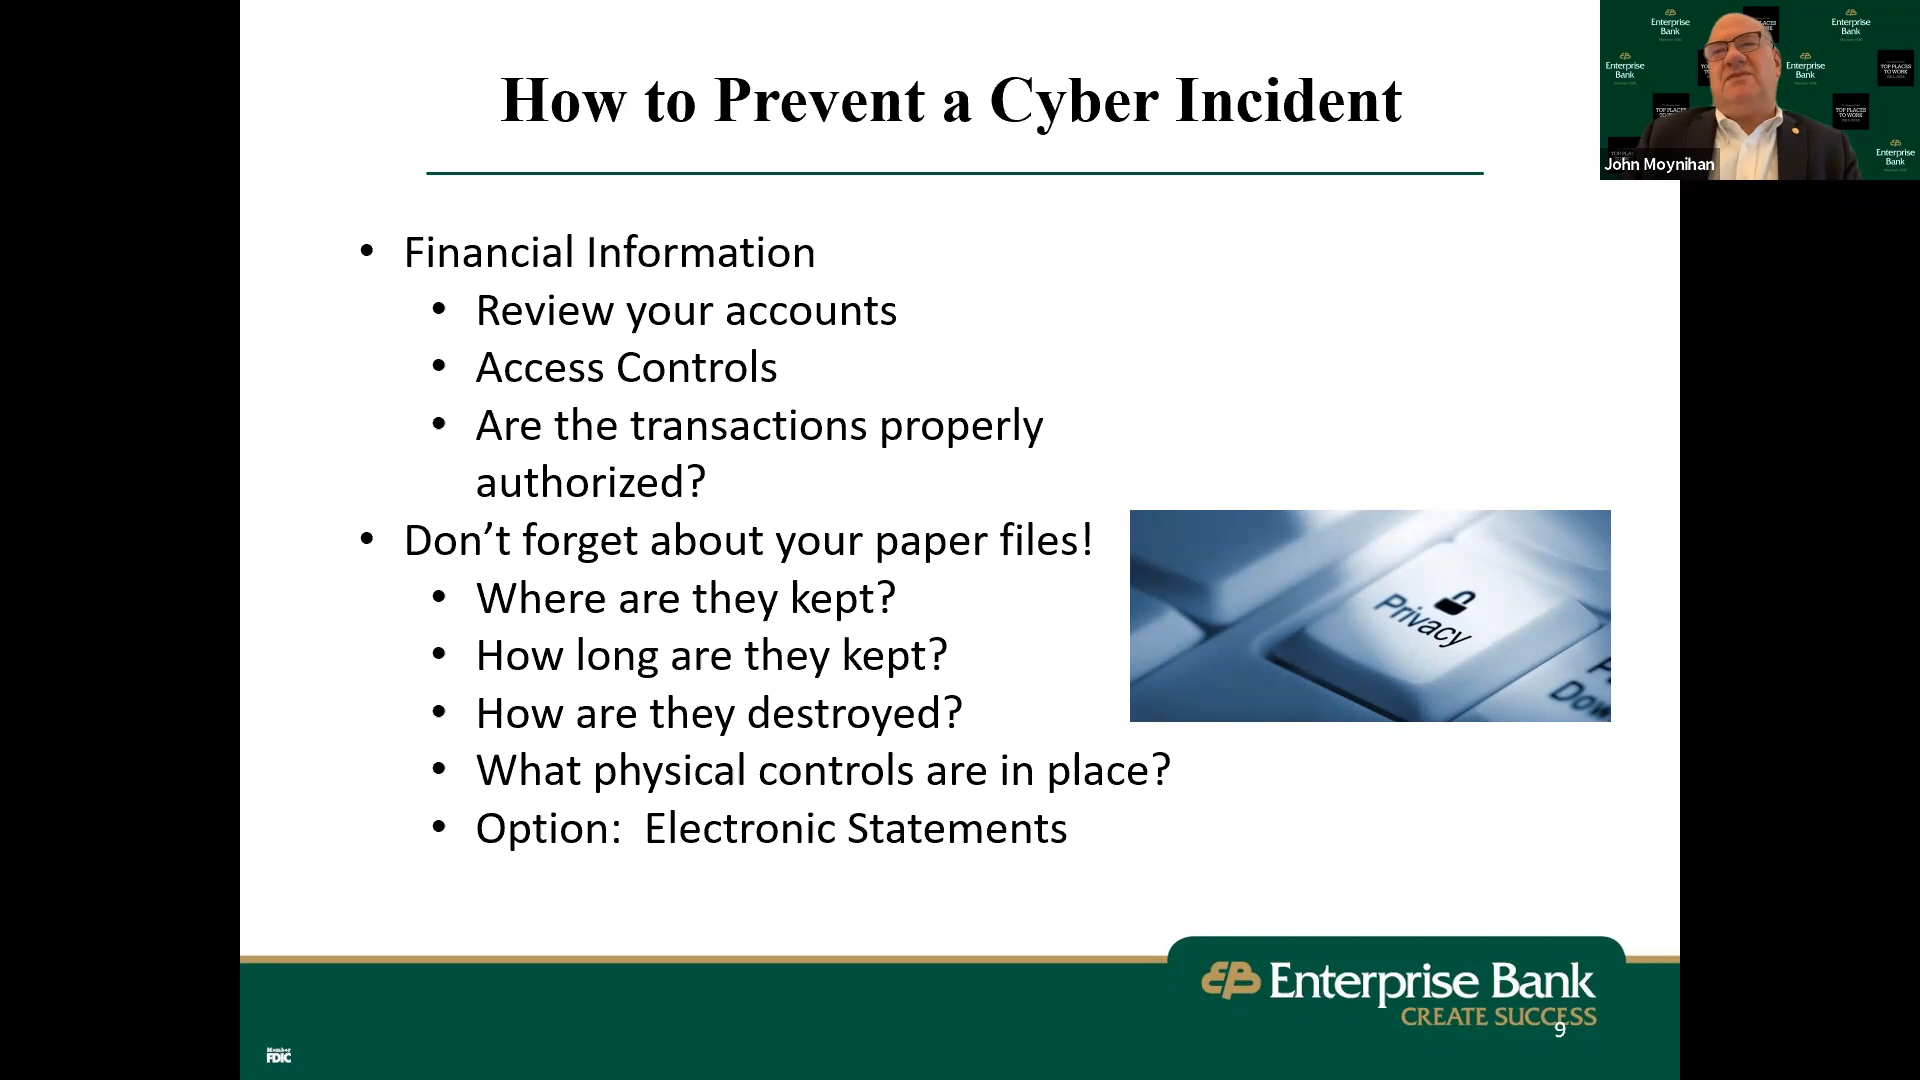 How to Prevent a Cyber Incident
• Financial Information
• Review your accounts
• Access Controls
• Are the transactions properly
authorized?
• Don’t forget about your paper files!
• Where are they kept?
• How long are they kept?
• How are they destroyed?
• What physical controls are in place?
• Option:  Electronic Statements
Privacy
Dow
Enterprise Bank
CREATE SUCCESS
9
Member
FDIC
Enterprise
Bank
Enterprise
Bank
Enterprise
Bank
Enterprise
Bank
TOP PLACES
TO WORK
TOP PLACES
TO WORK
Enterprise
Bank
John Moynihan